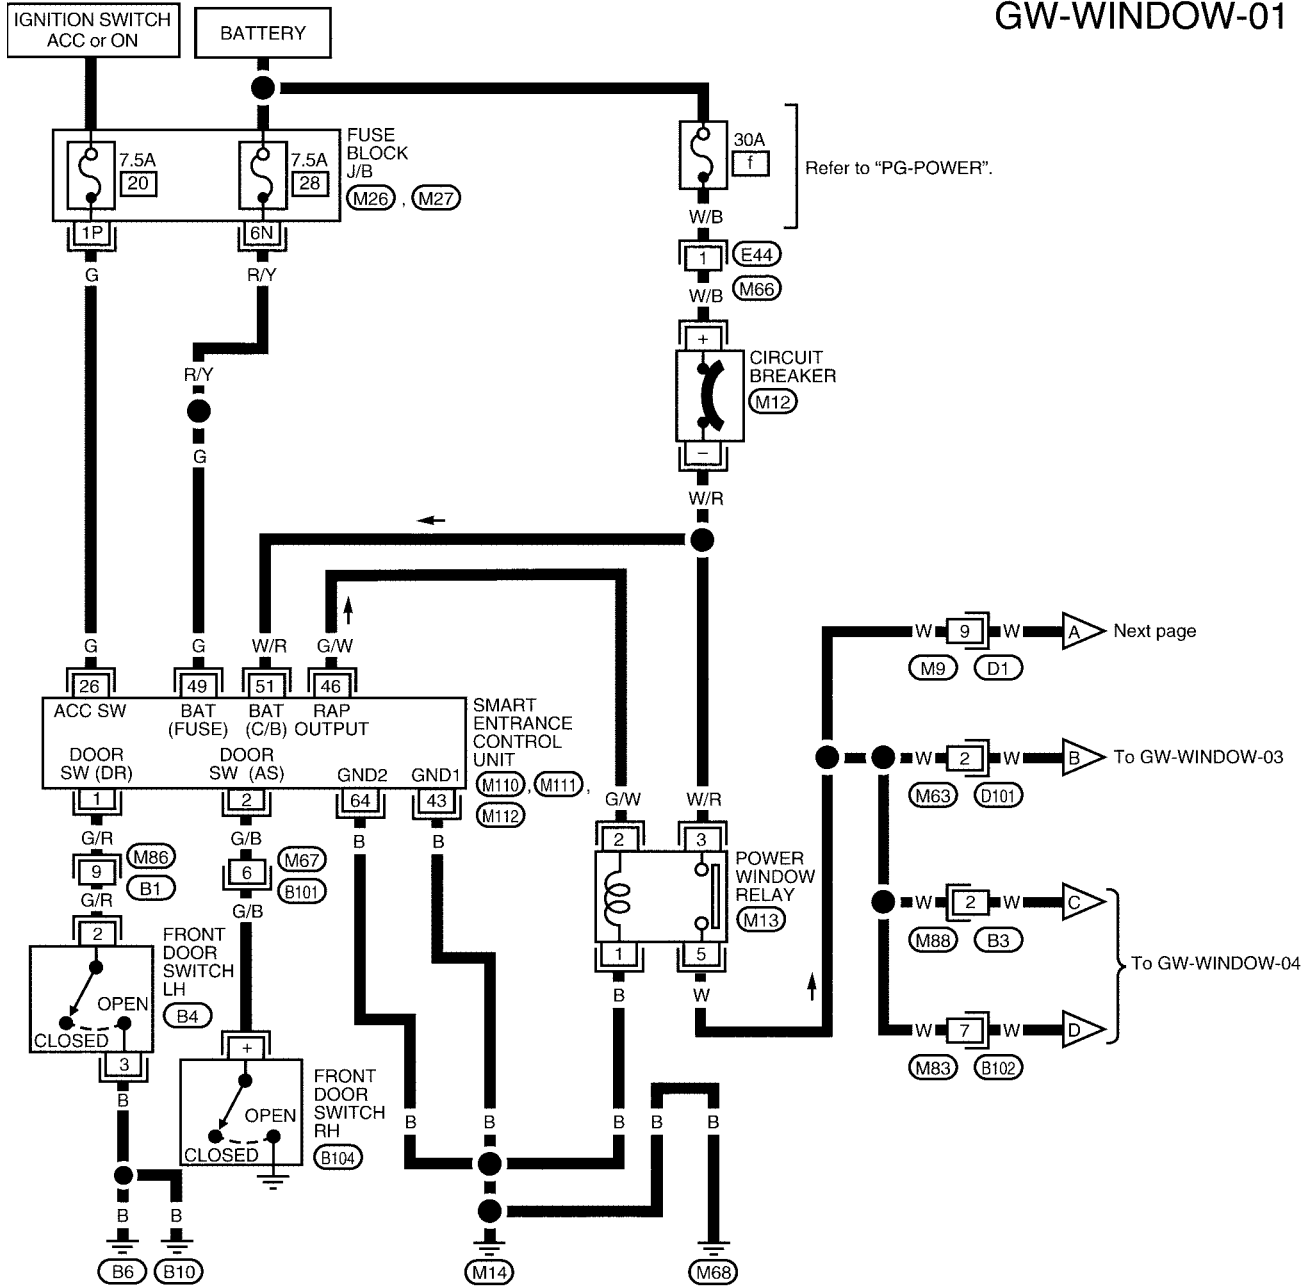 GW-WINDOW-01
IGNITION SWITCH
ACC or ON
BATTERY
7.5A
20
7.5A
28
FUSE
BLOCK
J/B
M26 , M27
30A
f
Refer to “PG-POWER”.
1P
6N
W/B
G
R/Y
1
E44
M66
W/B
+
CIRCUIT
BREAKER
M12
–
R/Y
G
W/R
G
G
W/R
G/W
26
49
51
46
ACC SW
BAT
(FUSE)
BAT
(C/B)
RAP
OUTPUT
DOOR
SW (DR)
DOOR
SW (AS)
GND2
GND1
SMART
ENTRANCE
CONTROL
UNIT
M110 , M111 ,
M112
1
2
64
43
G/R
G/B
B
B
9
M86
B1
6
M67
B101
G/R
G/B
2
FRONT
DOOR
SWITCH
LH
B4
OPEN
CLOSED
3
B
+
FRONT
DOOR
SWITCH
RH
B104
OPEN
CLOSED
B
B
B6
B10
G/W
W/R
2
3
POWER
WINDOW
RELAY
M13
1
5
B
W
B
B
B
B
B
M14
M68
W
9
W
A
Next page
M9
D1
W
2
W
B
To GW-WINDOW-03
M63
D101
W
2
W
C
M88
B3
To GW-WINDOW-04
W
7
W
D
M83
B102